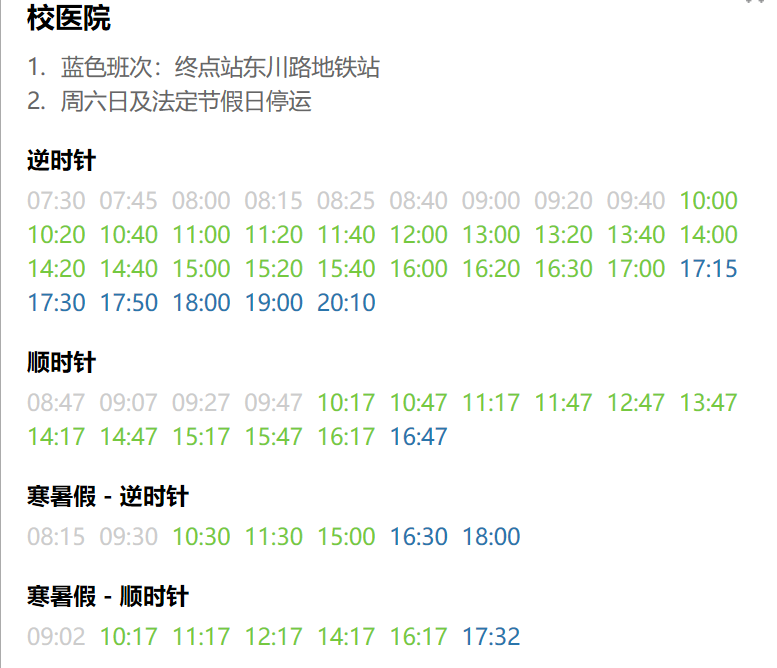 校医院
1. 蓝色班次：终点站东川路地铁站
2. 周六日及法定节假日停运
逆时针
07:30 07:45 08:00 08:15 08:25 08:40 09:00 09:20 09:40 10:00
10:20 10:40 11:00 11:20 11:40 12:00 13:00 13:20 13:40 14:00
14:20 14:40 15:00 15:20 15:40 16:00 16:20 16:30 17:00 17:15
17:30 17:50 18:00 19:00 20:10
顺时针
08:47 09:07 09:27 09:47 10:17 10:47 11:17 11:47 12:47 13:47
14:17 14:47 15:17 15:47 16:17 16:47
寒暑假 - 逆时针
08:15 09:30 10:30 11:30 15:00 16:30 18:00
寒暑假 - 顺时针
09:02 10:17 11:17 12:17 14:17 16:17 17:32